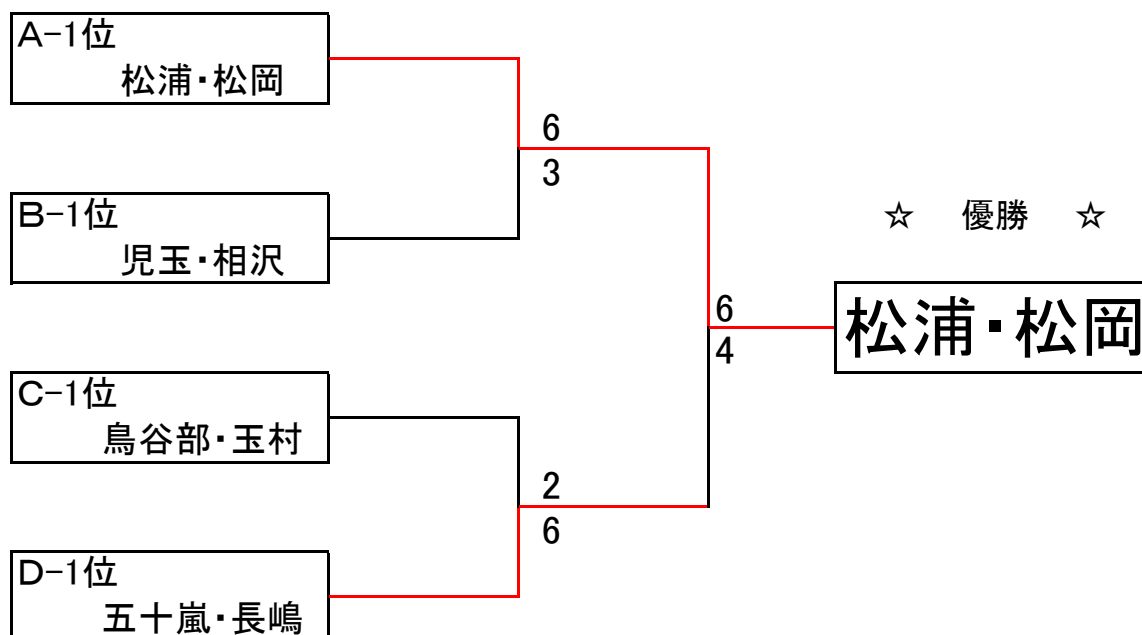 A-1位
松浦・松岡
6
3
B-1位
児玉・相沢
☆ 優勝 ☆
6
4
松浦・松岡
C-1位
鳥谷部・玉村
2
6
D-1位
五十嵐・長嶋